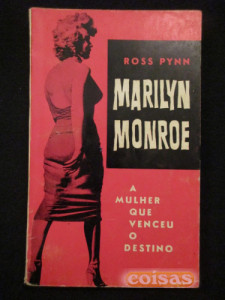 ROSS PYNN
MARILYN
MONROE
A
MULHER
QUE
VENCEU
O
DESTINO
coisas